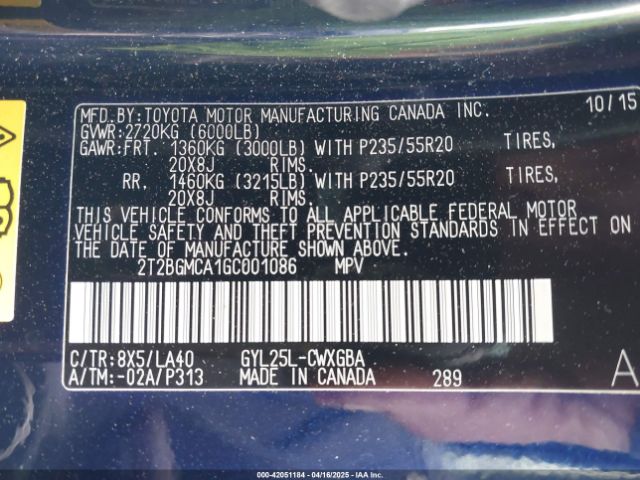 MFD.BY:TOYOTA MOTOR MANUFACTURING CANADA INC. 10/15
GVWR:2720KG (6000LB)
GAWR:FRT. 1360KG (3000LB) WITH P235/55R20 TIRES,
20X8J RIMS.
RR. 1460KG (3215LB) WITH P235/55R20 TIRES,
20X8J RIMS.
THIS VEHICLE CONFORMS TO ALL APPLICABLE FEDERAL MOTOR
VEHICLE SAFETY AND THEFT PREVENTION STANDARDS IN EFFECT ON
THE DATE OF MANUFACTURE SHOWN ABOVE.
2T2BGMCA1GC001086 MPV
C/TR:8X5/LA40 GYL25L-CWXGBA
A/TM:-02A/P313 MADE IN CANADA 289 A
000-42051184 - 04/16/2025 - IAA Inc.